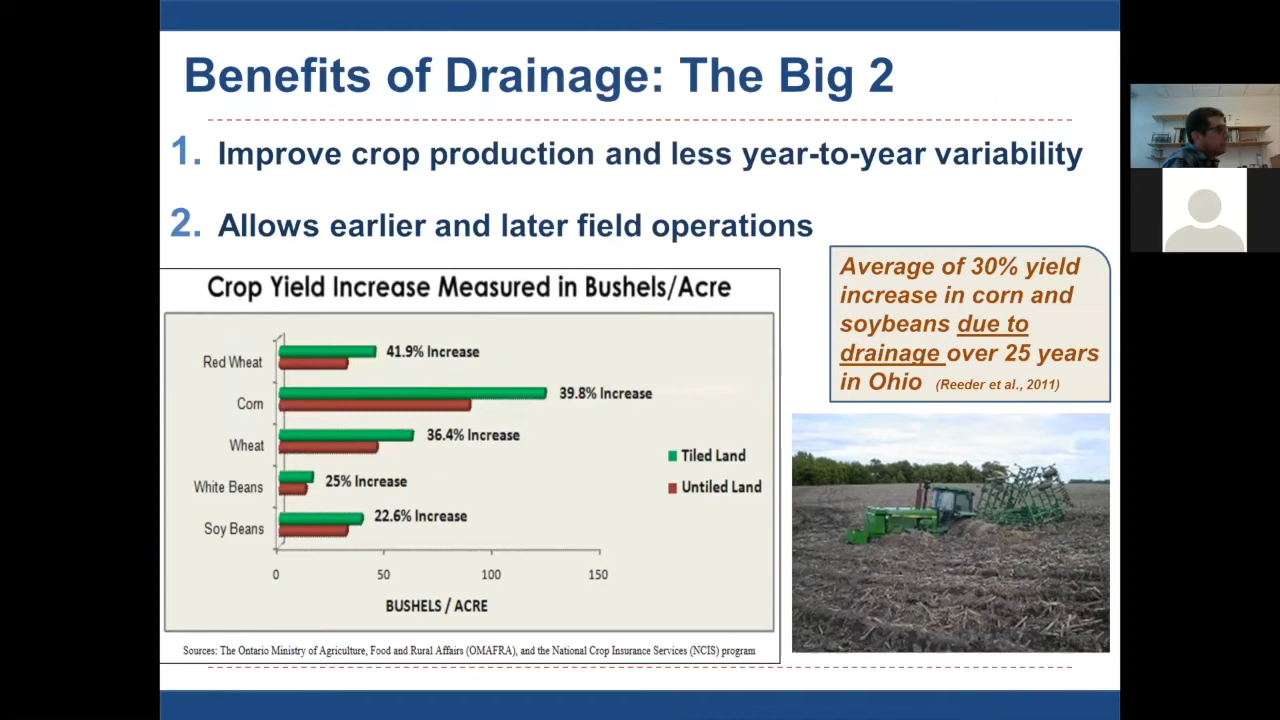 Benefits of Drainage: The Big 2
1. Improve crop production and less year-to-year variability
2. Allows earlier and later field operations
Average of 30% yield
increase in corn and
soybeans due to
drainage over 25 years
in Ohio (Reeder et al., 2011)
Crop Yield Increase Measured in Bushels/Acre
Red Wheat
41.9% Increase
Corn
39.8% Increase
Wheat
36.4% Increase
White Beans
25% Increase
Soy Beans
22.6% Increase
Tiled Land
Untiled Land
0
50
100
150
BUSHELS / ACRE
Sources: The Ontario Ministry of Agriculture, Food and Rural Affairs (OMAFRA), and the National Crop Insurance Services (NCIS) program